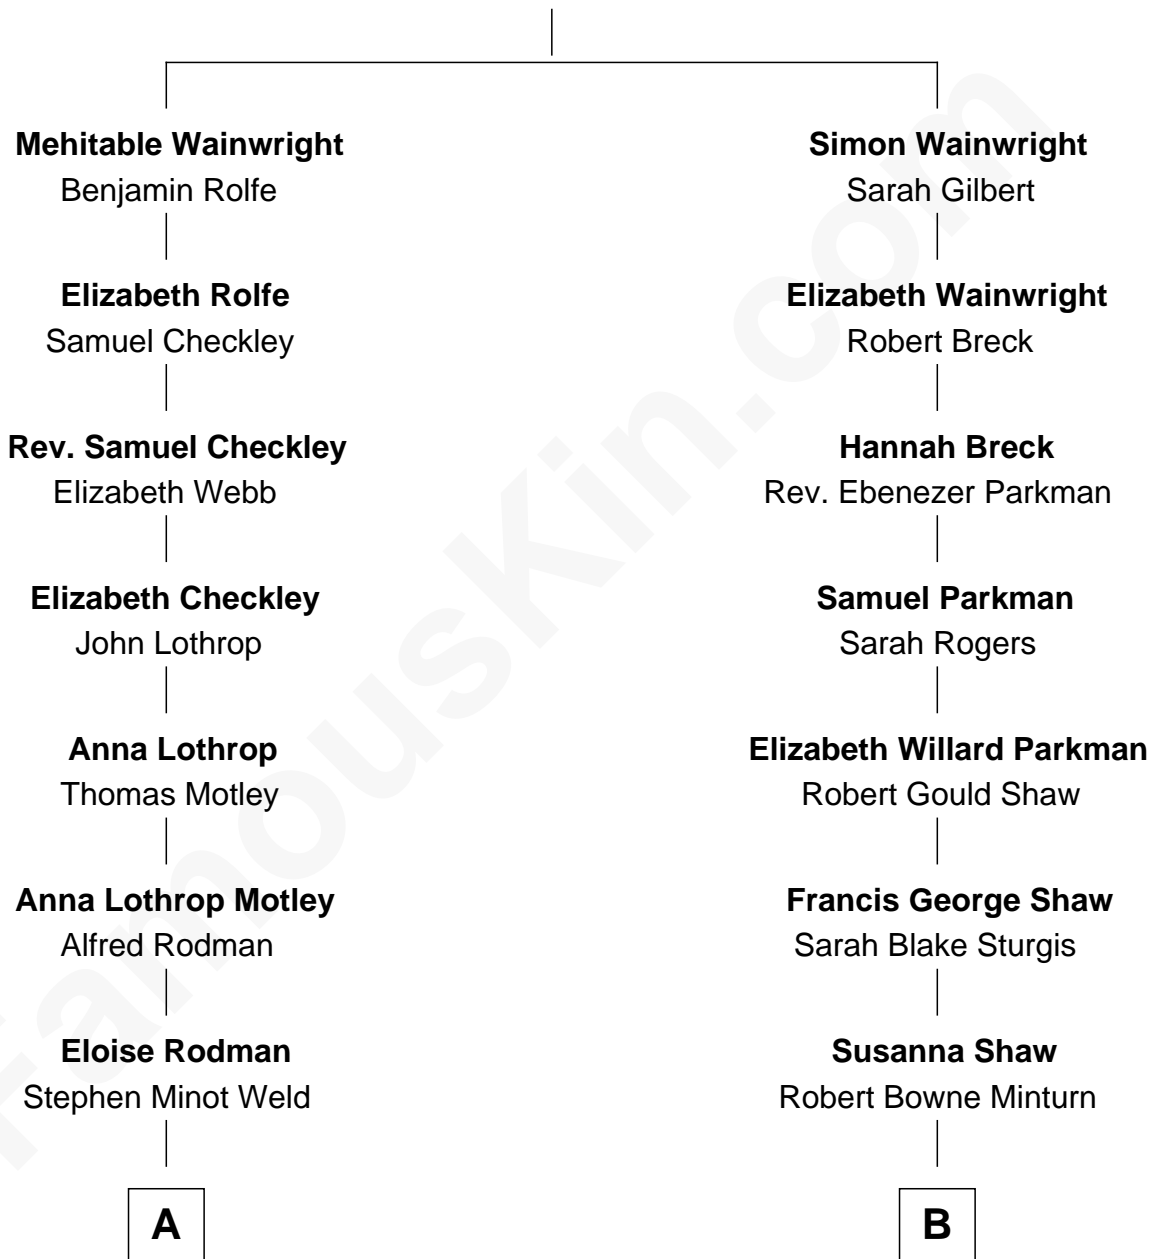 Mehitable Wainwright
Benjamin Rolfe
Simon Wainwright
Sarah Gilbert
Elizabeth Rolfe
Samuel Checkley
Elizabeth Wainwright
Robert Breck
Rev. Samuel Checkley
Elizabeth Webb
Hannah Breck
Rev. Ebenezer Parkman
Elizabeth Checkley
John Lothrop
Samuel Parkman
Sarah Rogers
Anna Lothrop
Thomas Motley
Elizabeth Willard Parkman
Robert Gould Shaw
Anna Lothrop Motley
Alfred Rodman
Francis George Shaw
Sarah Blake Sturgis
Eloise Rodman
Stephen Minot Weld
Susanna Shaw
Robert Bowne Minturn
A
B
FamousKin.com